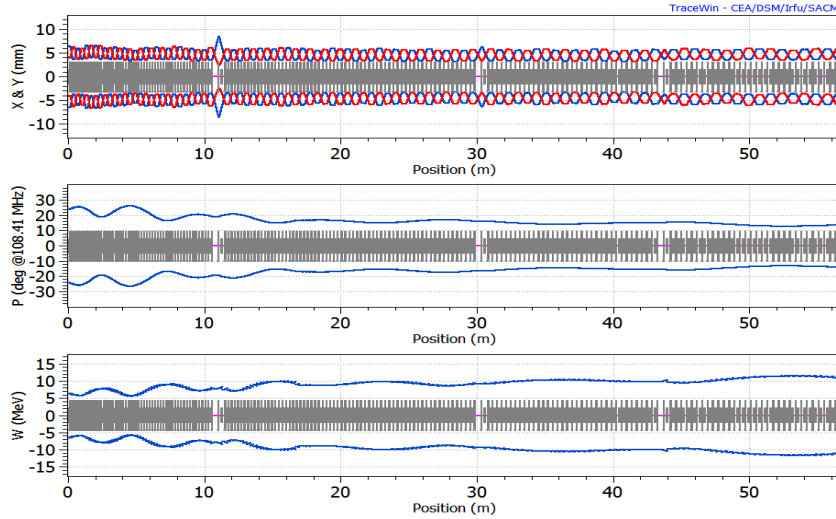 TraceWin - CEA/DSM/Irfu/SACM
X & Y (mm)
10
5
0
-5
-10
0 10 20 30 40 50
Position (m)
P (deg @108.41 MHz)
30
20
10
0
-10
-20
-30
0 10 20 30 40 50
Position (m)
W (MeV)
15
10
5
0
-5
-10
-15
0 10 20 30 40 50
Position (m)